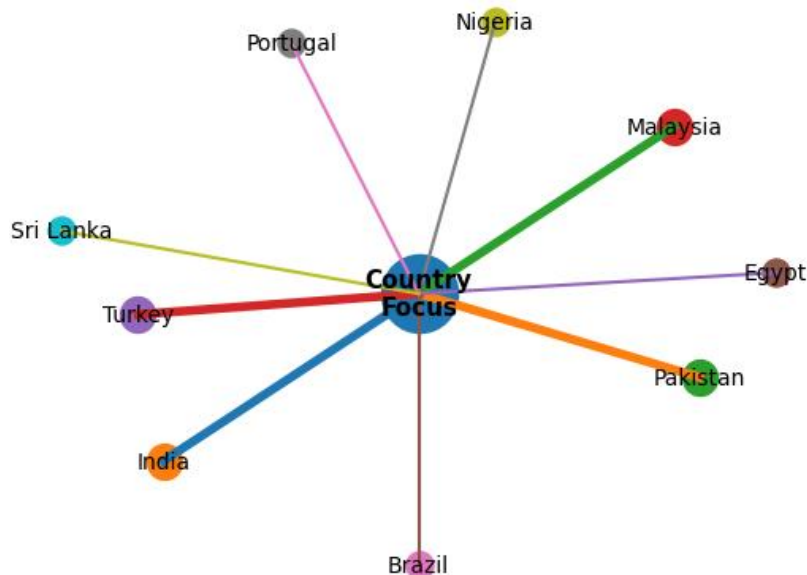 Nigeria
Portugal
Malaysia
Sri Lanka
Country
Focus
Egypt
Turkey
Pakistan
India
Brazil